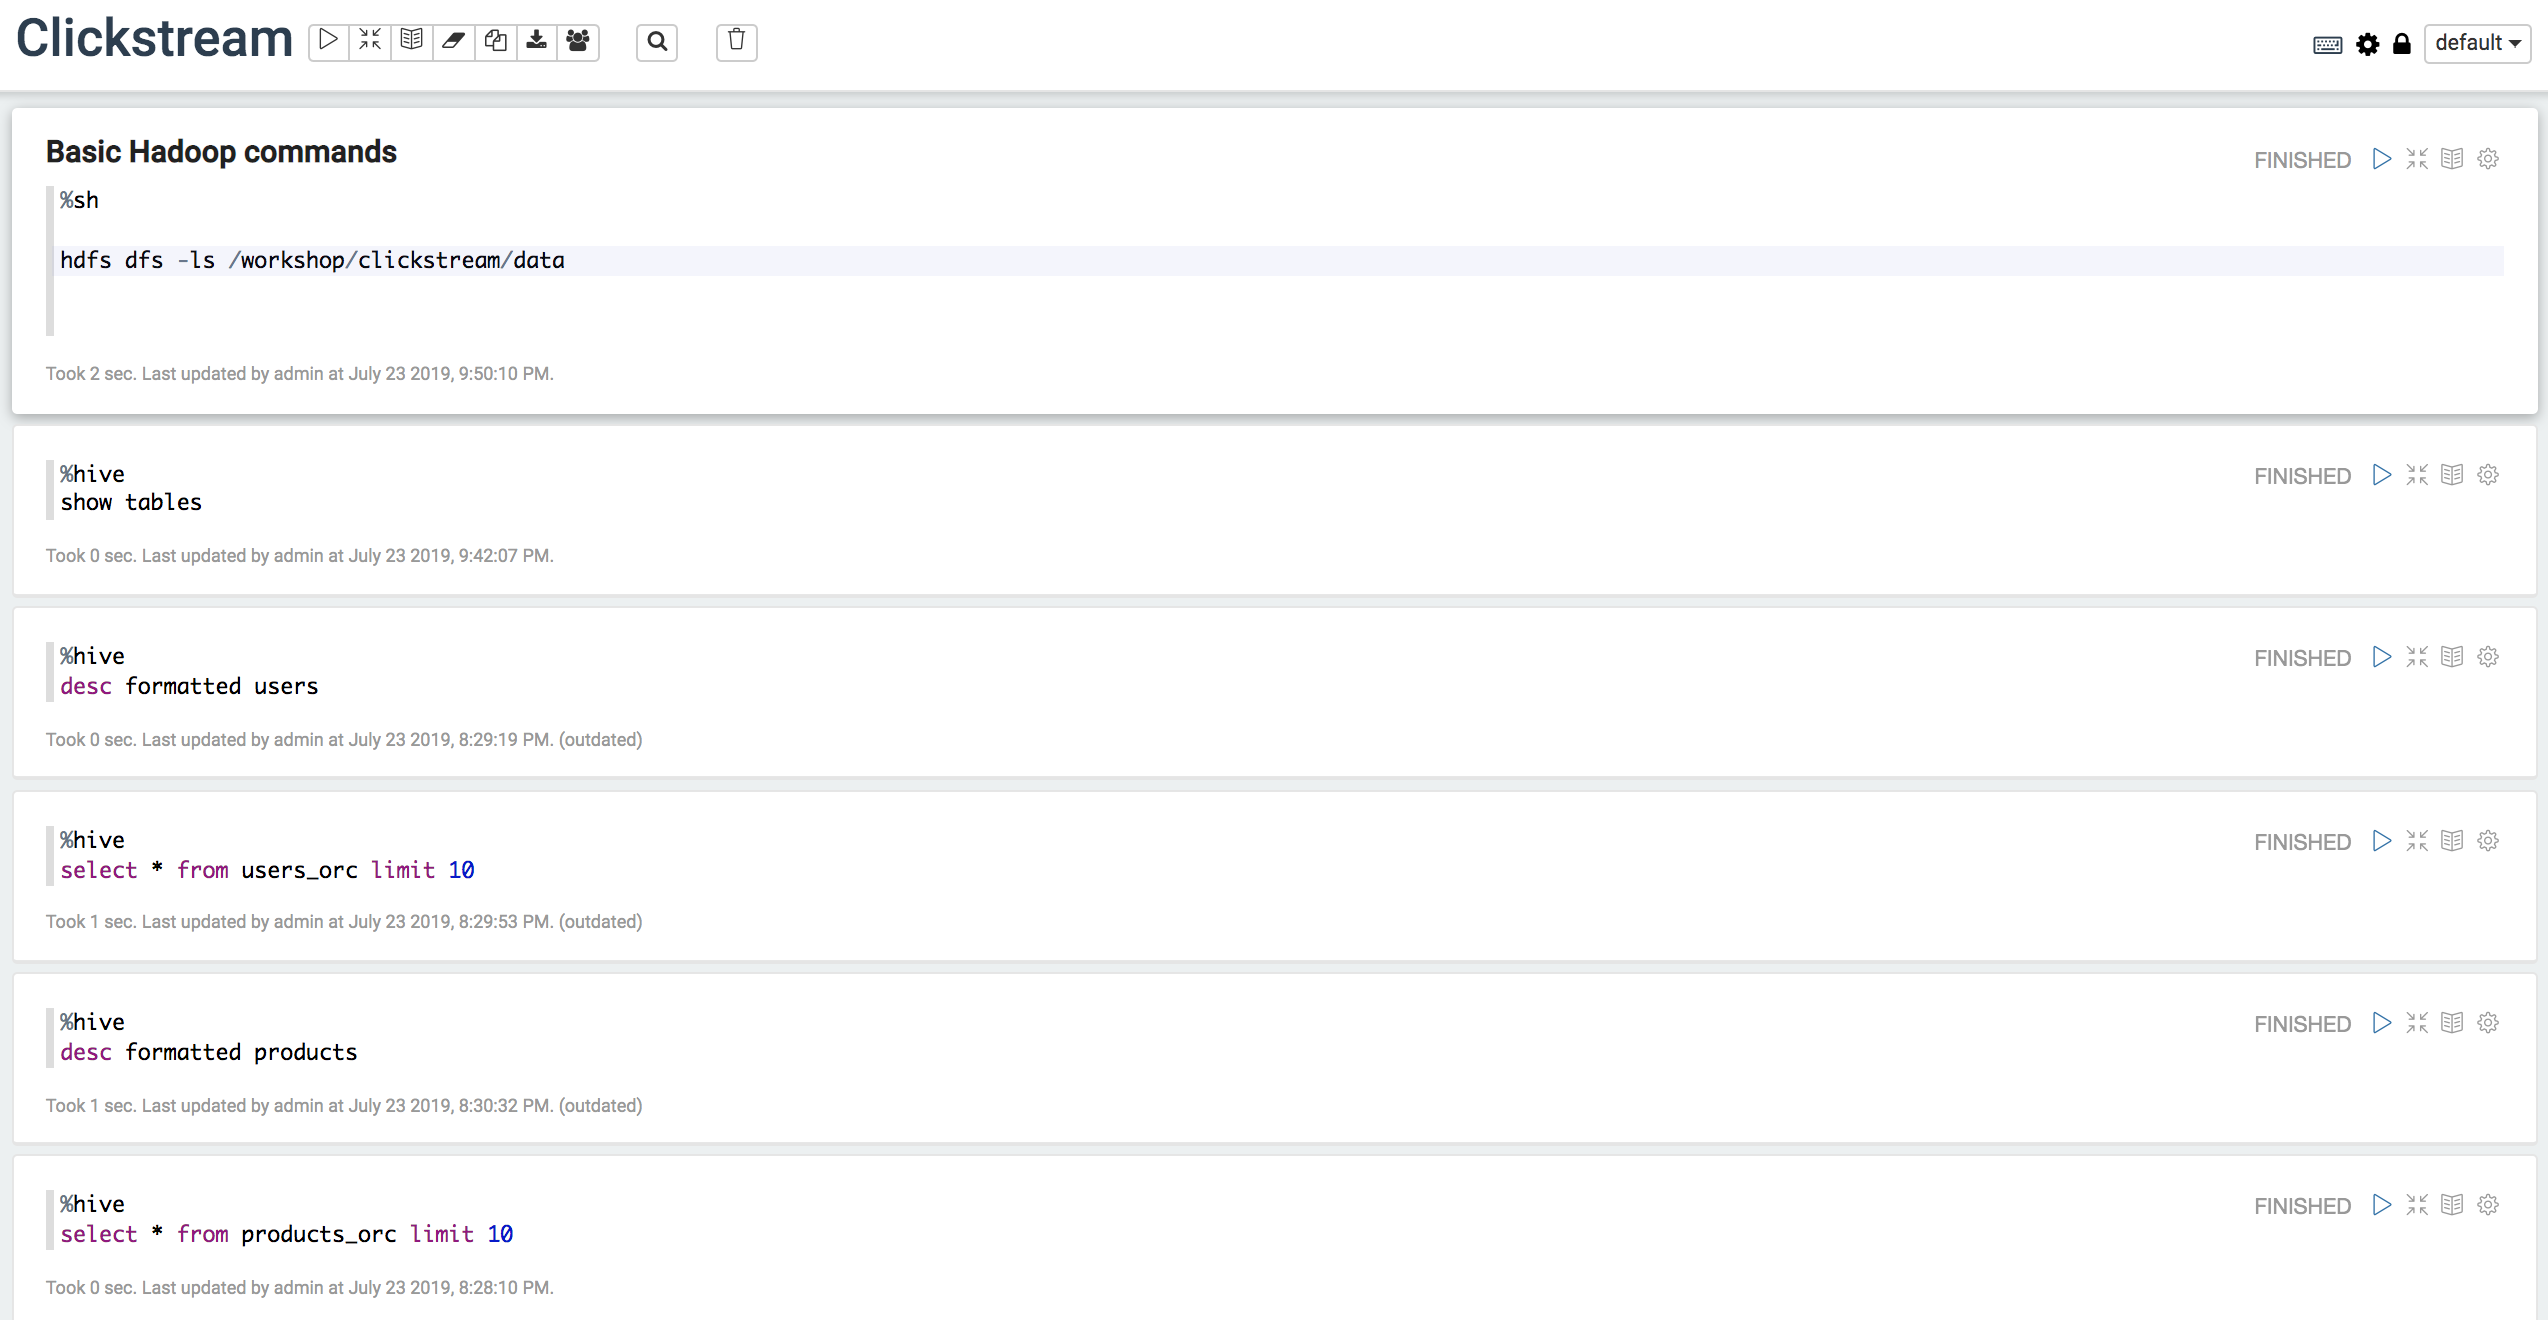 Clickstream
default
Basic Hadoop commands
FINISHED
%sh
hdfs dfs -ls /workshop/clickstream/data
Took 2 sec. Last updated by admin at July 23 2019, 9:50:10 PM.
%hive
FINISHED
show tables
Took 0 sec. Last updated by admin at July 23 2019, 9:42:07 PM.
%hive
FINISHED
desc formatted users
Took 0 sec. Last updated by admin at July 23 2019, 8:29:19 PM. (outdated)
%hive
FINISHED
select * from users_orc limit 10
Took 1 sec. Last updated by admin at July 23 2019, 8:29:53 PM. (outdated)
%hive
FINISHED
desc formatted products
Took 1 sec. Last updated by admin at July 23 2019, 8:30:32 PM. (outdated)
%hive
FINISHED
select * from products_orc limit 10
Took 0 sec. Last updated by admin at July 23 2019, 8:28:10 PM.